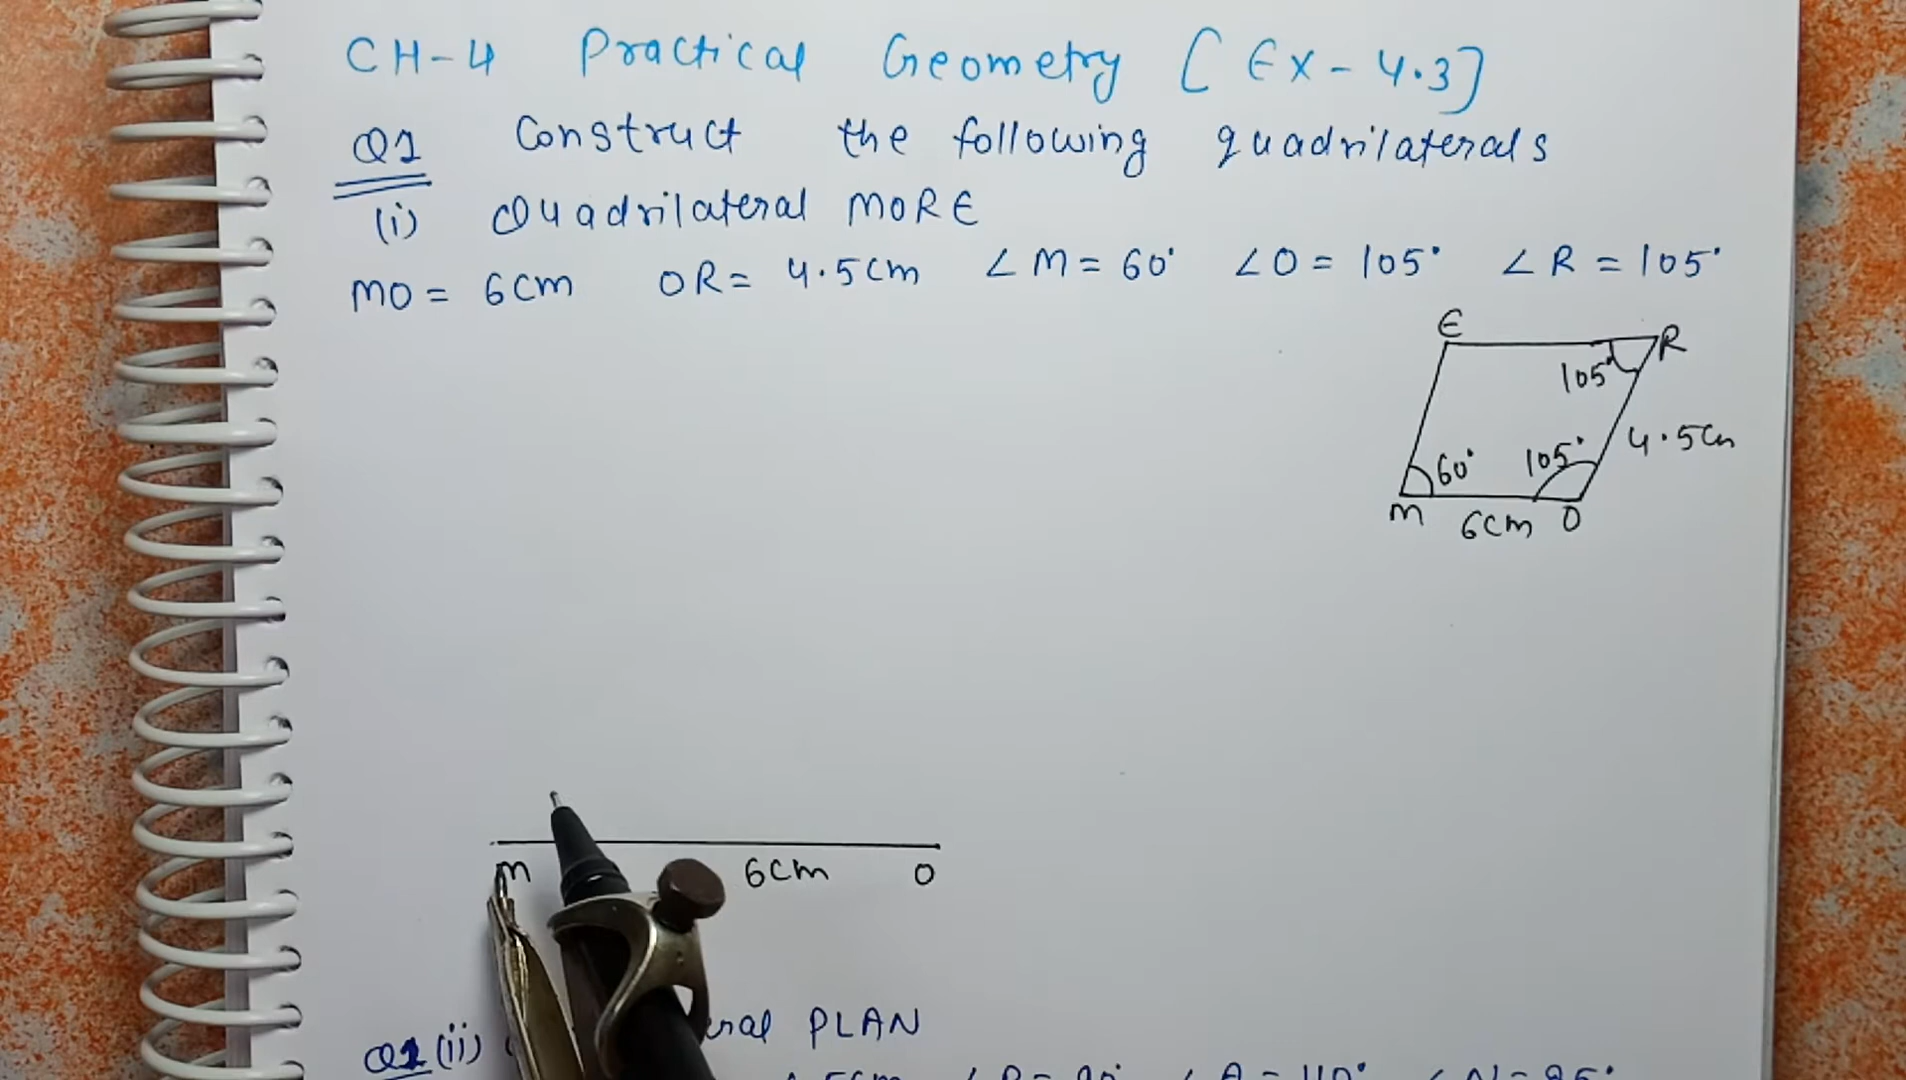 CH-4 Practical Geometry [Ex-4.3]
Q1 Construct the following quadrilaterals
(i) Quadrilateral MORE
MO = 6cm OR = 4.5cm ∠M = 60° ∠O = 105° ∠R = 105°
E R
105°
60° 105° 4.5cm
M 6cm O
M 6cm O
Q1 (ii) PLAN